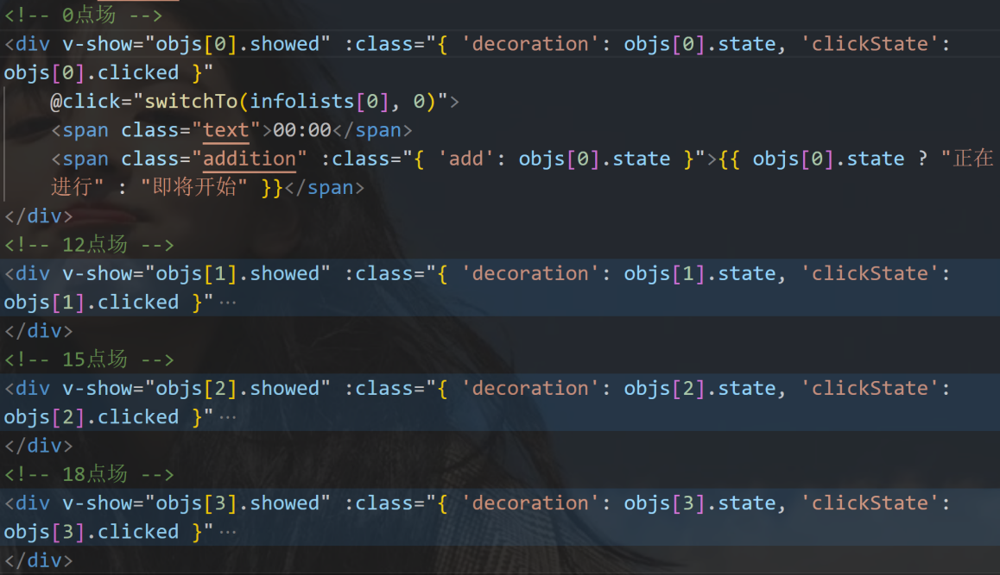 <!-- 0点场 -->
<div v-show="objs[0].showed" :class="{ 'decoration': objs[0].state, 'clickState':
objs[0].clicked }"
@click="switchTo(infolists[0], 0)">
<span class="text">00:00</span>
<span class="addition" :class="{ 'add': objs[0].state }">{{ objs[0].state ? "正在
进行" : "即将开始" }}</span>
</div>
<!-- 12点场 -->
<div v-show="objs[1].showed" :class="{ 'decoration': objs[1].state, 'clickState':
objs[1].clicked }"⋯
</div>
<!-- 15点场 -->
<div v-show="objs[2].showed" :class="{ 'decoration': objs[2].state, 'clickState':
objs[2].clicked }"⋯
</div>
<!-- 18点场 -->
<div v-show="objs[3].showed" :class="{ 'decoration': objs[3].state, 'clickState':
objs[3].clicked }"⋯
</div>